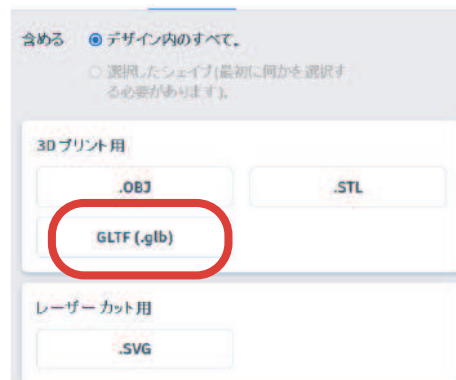 含める デザイン内のすべて。
選択したシェイプ(最初に何かを選択す
る必要があります)。
3Dプリント用
.OBJ .STL
GLTF (.glb)
レーザー カット用
.SVG